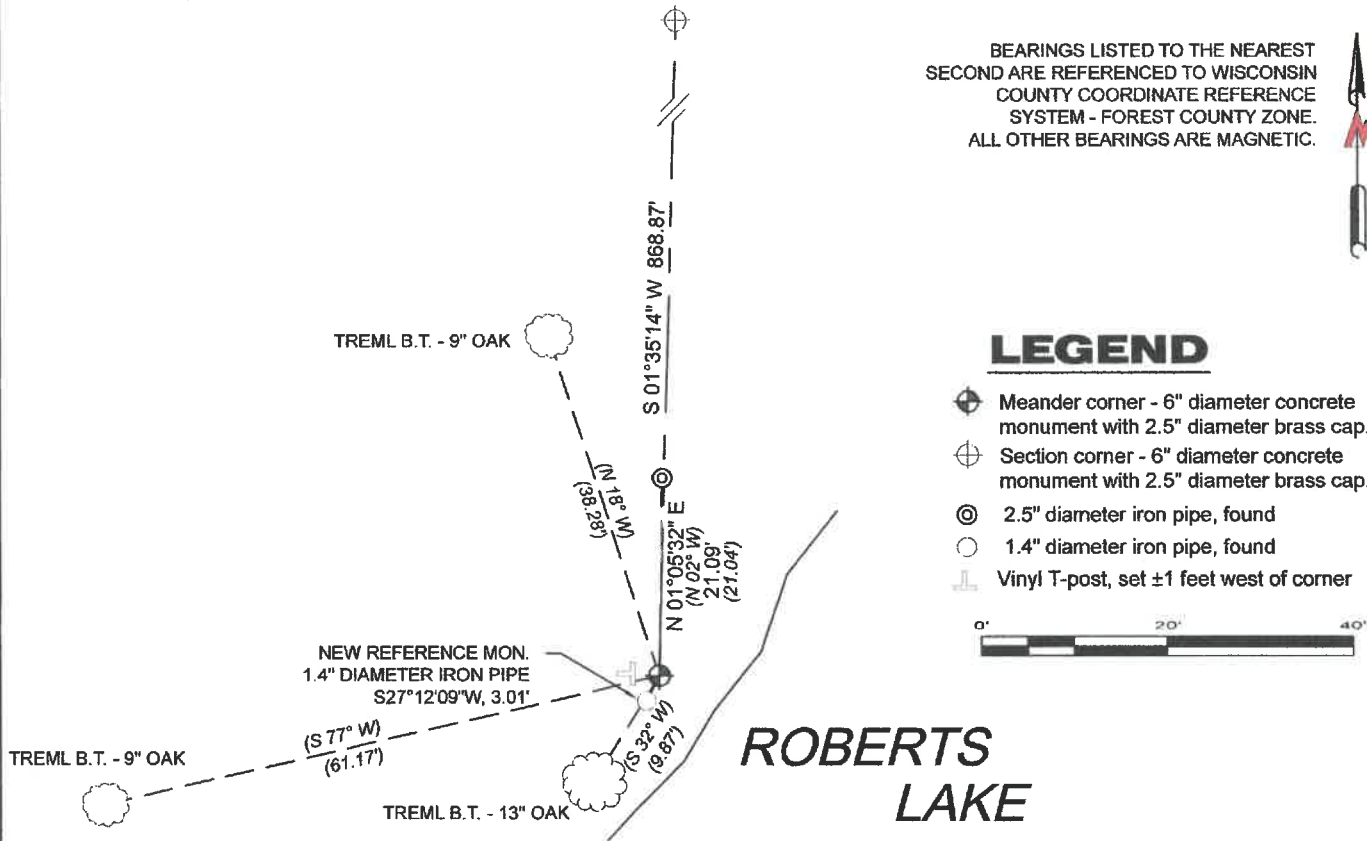 BEARINGS LISTED TO THE NEAREST
SECOND ARE REFERENCED TO WISCONSIN
COUNTY COORDINATE REFERENCE
SYSTEM - FOREST COUNTY ZONE.
ALL OTHER BEARINGS ARE MAGNETIC.
S 01°35'14" W 868.87'
TREML B.T. - 9" OAK
(N 18° W)
(38.28')
N 01°05'32" E
(N 02° W)
21.09'
(21.04')
LEGEND
Meander corner - 6" diameter concrete
monument with 2.5" diameter brass cap.
Section corner - 6" diameter concrete
monument with 2.5" diameter brass cap.
2.5" diameter iron pipe, found
1.4" diameter iron pipe, found
Vinyl T-post, set ±1 feet west of corner
0' 20' 40'
NEW REFERENCE MON.
1.4" DIAMETER IRON PIPE
S27°12'09"W, 3.01'
(S 77° W)
(61.17')
TREML B.T. - 9" OAK
(S 32° W)
(9.87')
TREML B.T. - 13" OAK
ROBERTS
LAKE